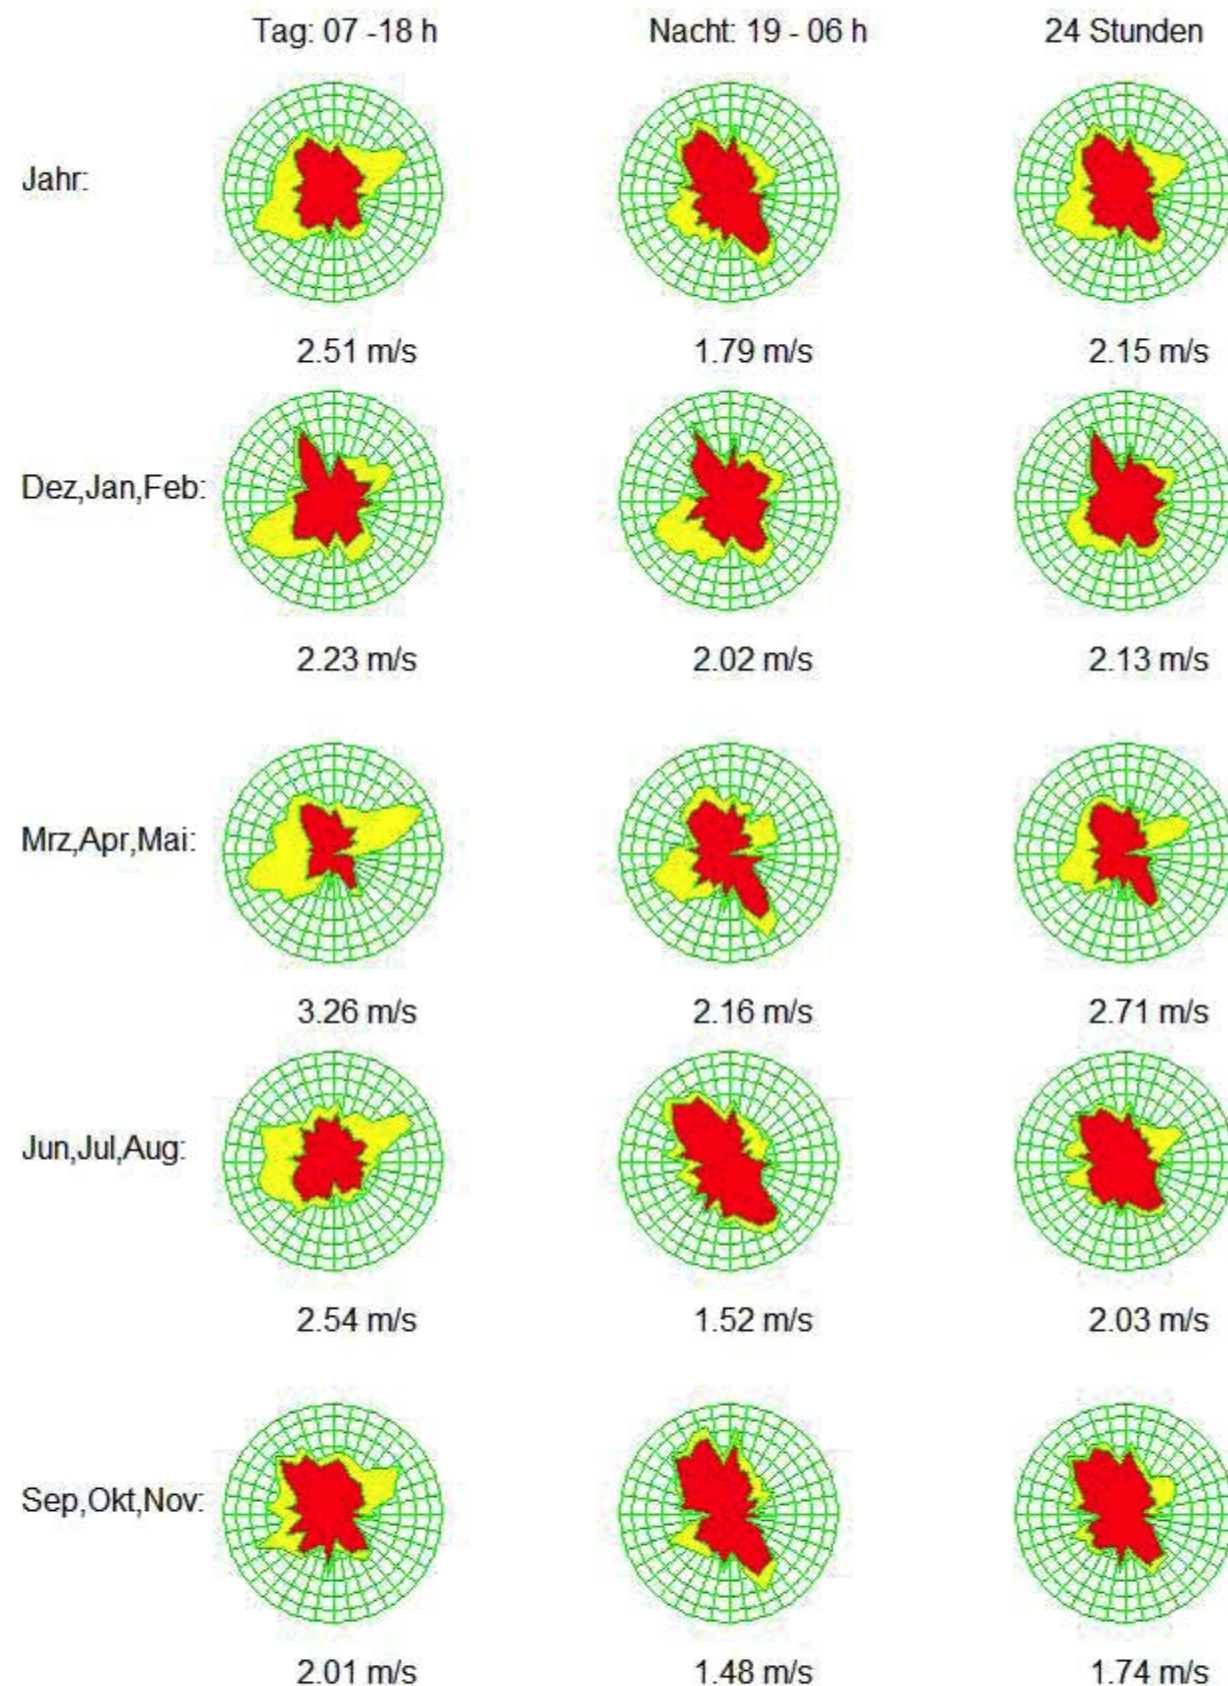 Tag: 07 -18 h Nacht: 19 - 06 h 24 Stunden
Jahr:
2.51 m/s 1.79 m/s 2.15 m/s
Dez,Jan,Feb:
2.23 m/s 2.02 m/s 2.13 m/s
Mrz,Apr,Mai:
3.26 m/s 2.16 m/s 2.71 m/s
Jun,Jul,Aug:
2.54 m/s 1.52 m/s 2.03 m/s
Sep,Okt,Nov:
2.01 m/s 1.48 m/s 1.74 m/s